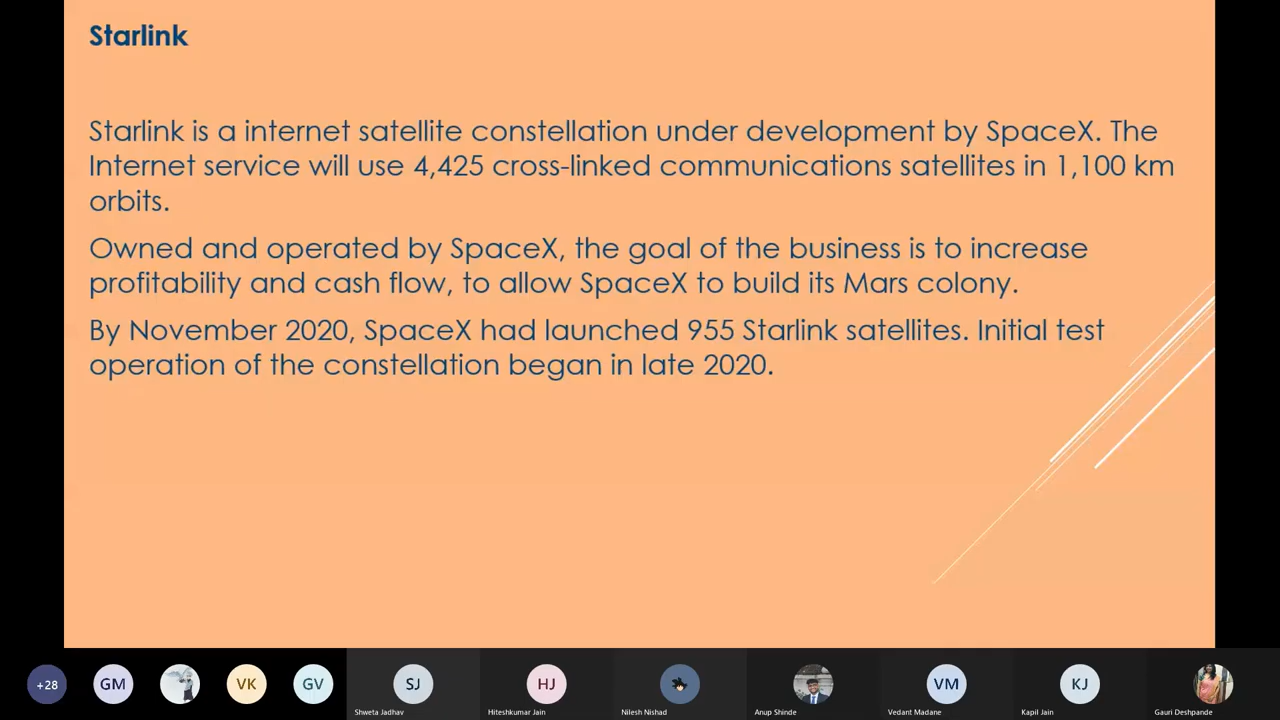 Starlink
Starlink is a internet satellite constellation under development by SpaceX. The
Internet service will use 4,425 cross-linked communications satellites in 1,100 km
orbits.
Owned and operated by SpaceX, the goal of the business is to increase
profitability and cash flow, to allow SpaceX to build its Mars colony.
By November 2020, SpaceX had launched 955 Starlink satellites. Initial test
operation of the constellation began in late 2020.
+28 GM VK GV SJ HJ VM KJ
Shweta Jadhav Hiteshkumar Jain Nilesh Nishad Anup Shinde Vedant Madane Kapil Jain Gauri Deshpande